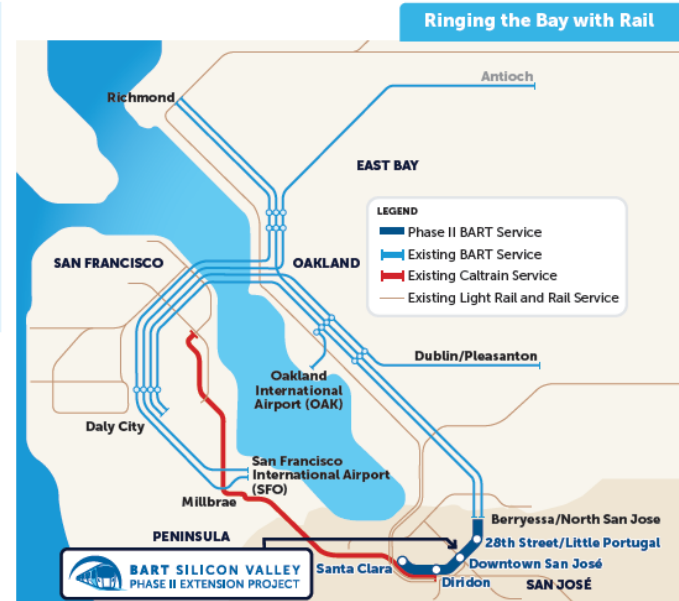 Ringing the Bay with Rail
Antioch
Richmond
EAST BAY
LEGEND
Phase II BART Service
Existing BART Service
Existing Caltrain Service
Existing Light Rail and Rail Service
SAN FRANCISCO
OAKLAND
Dublin/Pleasanton
Oakland
International
Airport (OAK)
Daly City
San Francisco
International Airport
(SFO)
Millbrae
Berryessa/North San Jose
PENINSULA
28th Street/Little Portugal
Downtown San José
BART SILICON VALLEY
PHASE II EXTENSION PROJECT
Santa Clara
Diridon
SAN JOSÉ